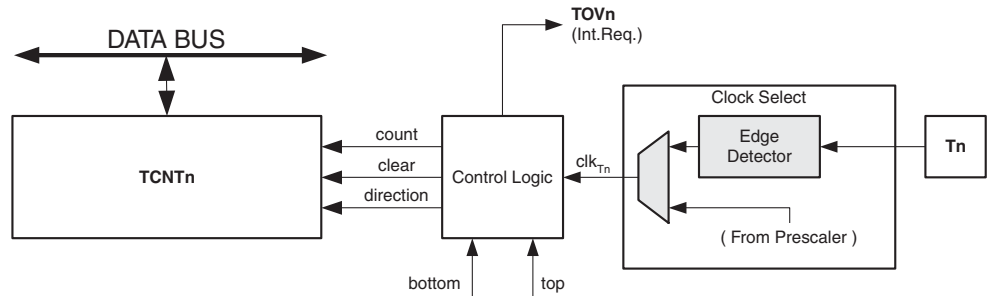 TOVn
(Int.Req.)
DATA BUS
Clock Select
count
Edge
Detector
Tn
TCNTn
clear
Control Logic
clkTn
direction
( From Prescaler )
bottom
top